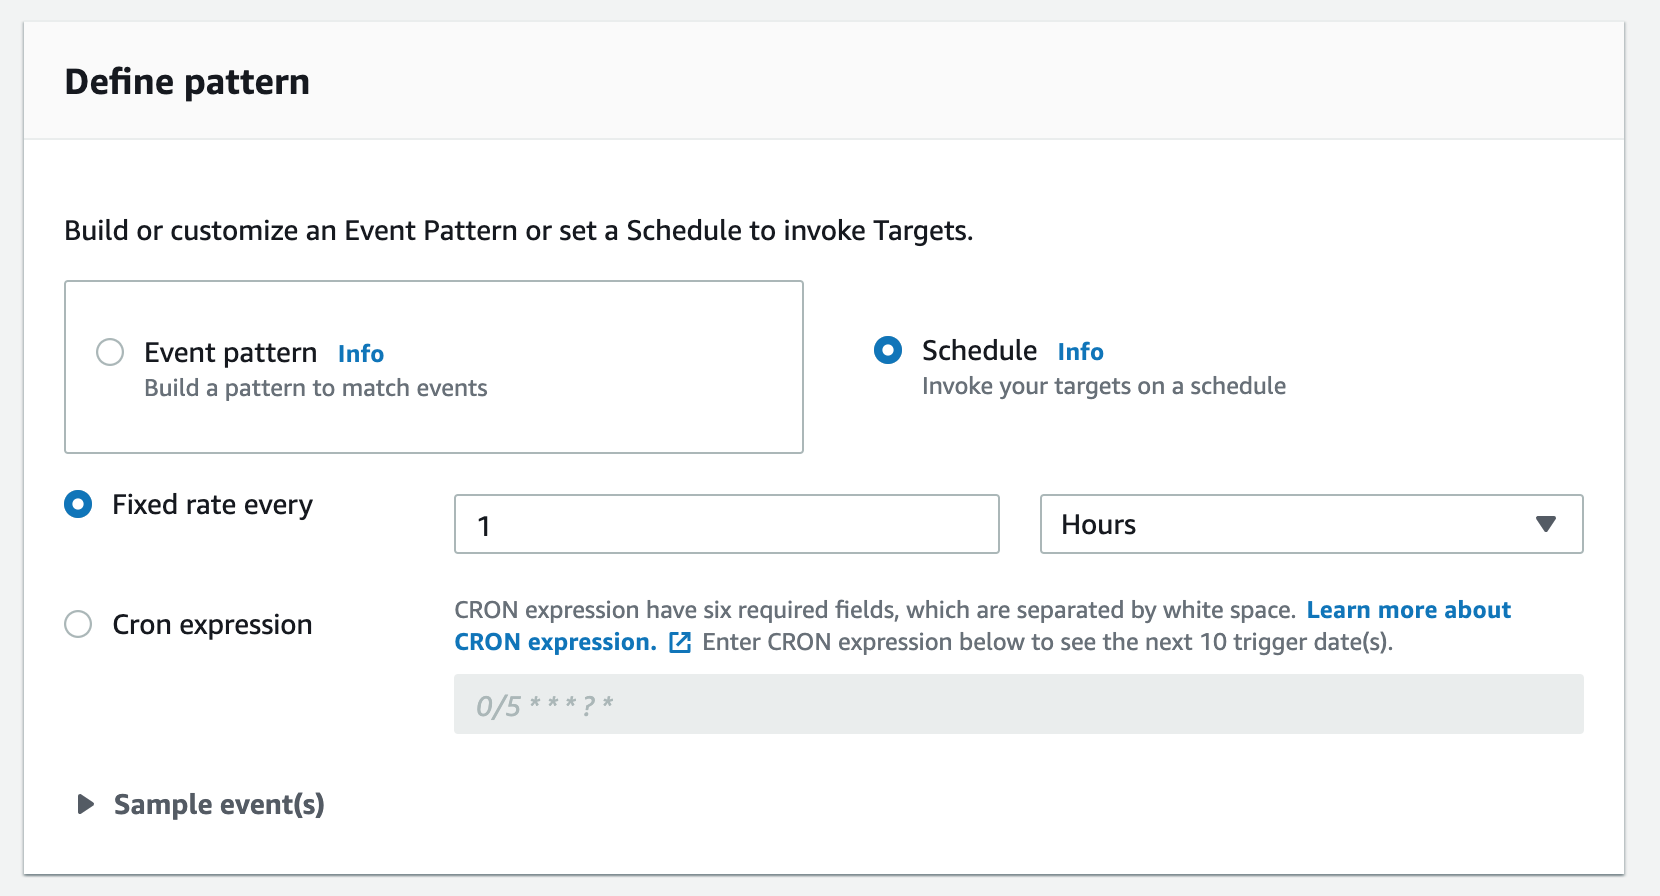 Define pattern
Build or customize an Event Pattern or set a Schedule to invoke Targets.
Event pattern Info
Build a pattern to match events
Schedule Info
Invoke your targets on a schedule
Fixed rate every
1
Hours
Cron expression
CRON expression have six required fields, which are separated by white space. Learn more about
CRON expression. Enter CRON expression below to see the next 10 trigger date(s).
0/5 * * * ? *
Sample event(s)